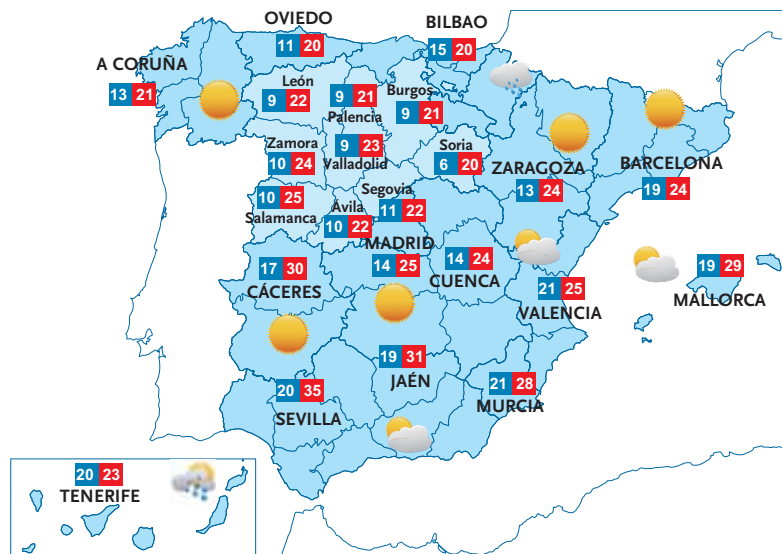 OVIEDO
11 20
BILBAO
15 20
A CORUÑA
13 21
León
9 22
9 21
Palencia
Burgos
9 21
Zamora
10 24
9 23
Valladolid
Soria
6 20
ZARAGOZA
13 24
BARCELONA
19 24
10 25
Salamanca
Ávila
10 22
Segovia
11 22
MADRID
14 25
14 24
CUENCA
17 30
CÁCERES
21 25
VALENCIA
19 29
MALLORCA
19 31
JAÉN
20 35
SEVILLA
21 28
MURCIA
20 23
TENERIFE